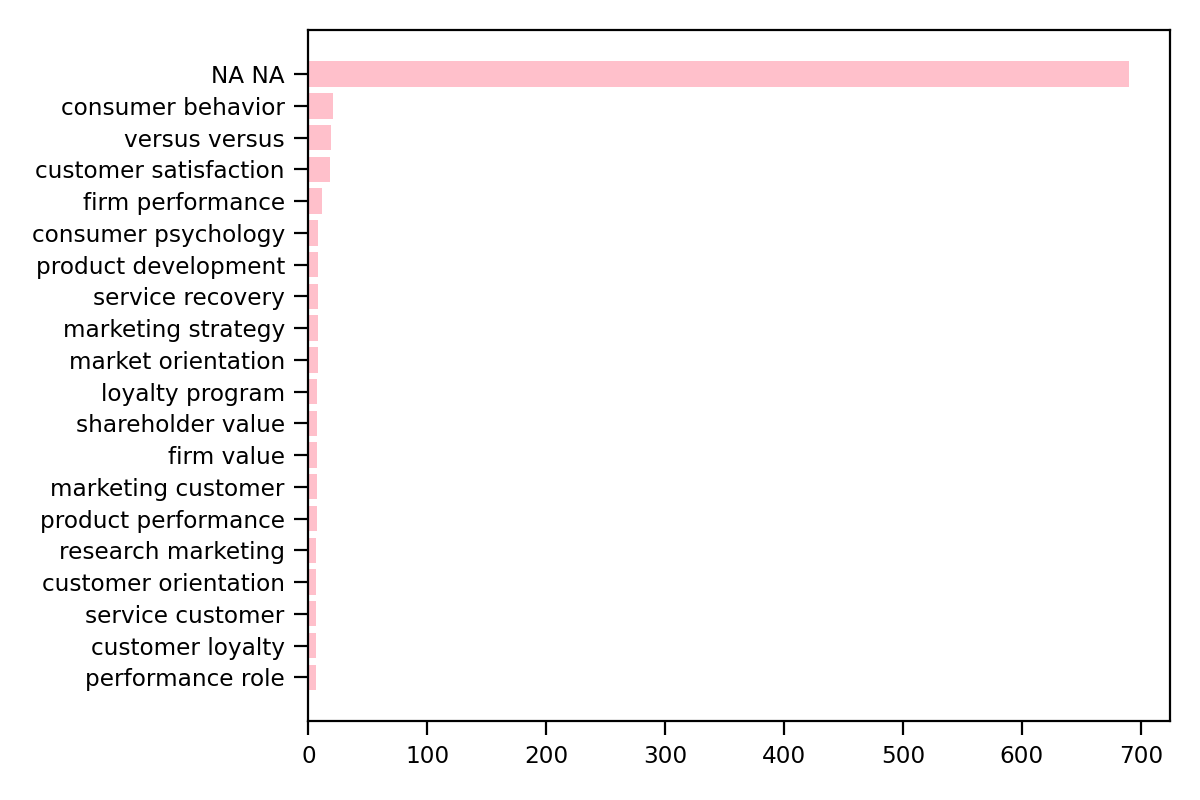 NA NA
consumer behavior
versus versus
customer satisfaction
firm performance
consumer psychology
product development
service recovery
marketing strategy
market orientation
loyalty program
shareholder value
firm value
marketing customer
product performance
research marketing
customer orientation
service customer
customer loyalty
performance role
0 100 200 300 400 500 600 700